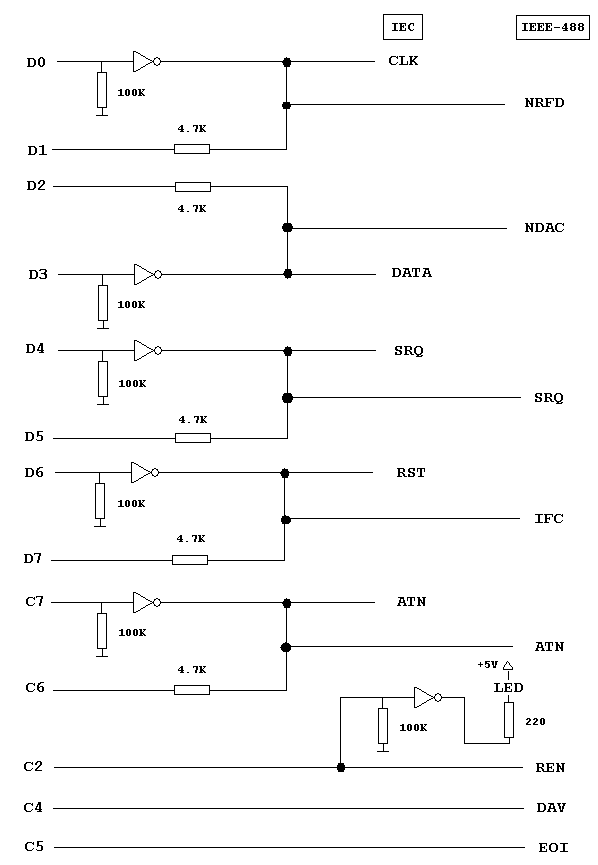 IEC IEEE-488
D0 CLK
100K
NRFD
4.7K
D1
D2
4.7K
NDAC
D3 DATA
100K
D4 SRQ
100K
SRQ
4.7K
D5
D6 RST
100K
IFC
4.7K
D7
C7 ATN
100K
ATN
+5V
4.7K
C6 LED
220
100K
C2 REN
C4 DAV
C5 EOI